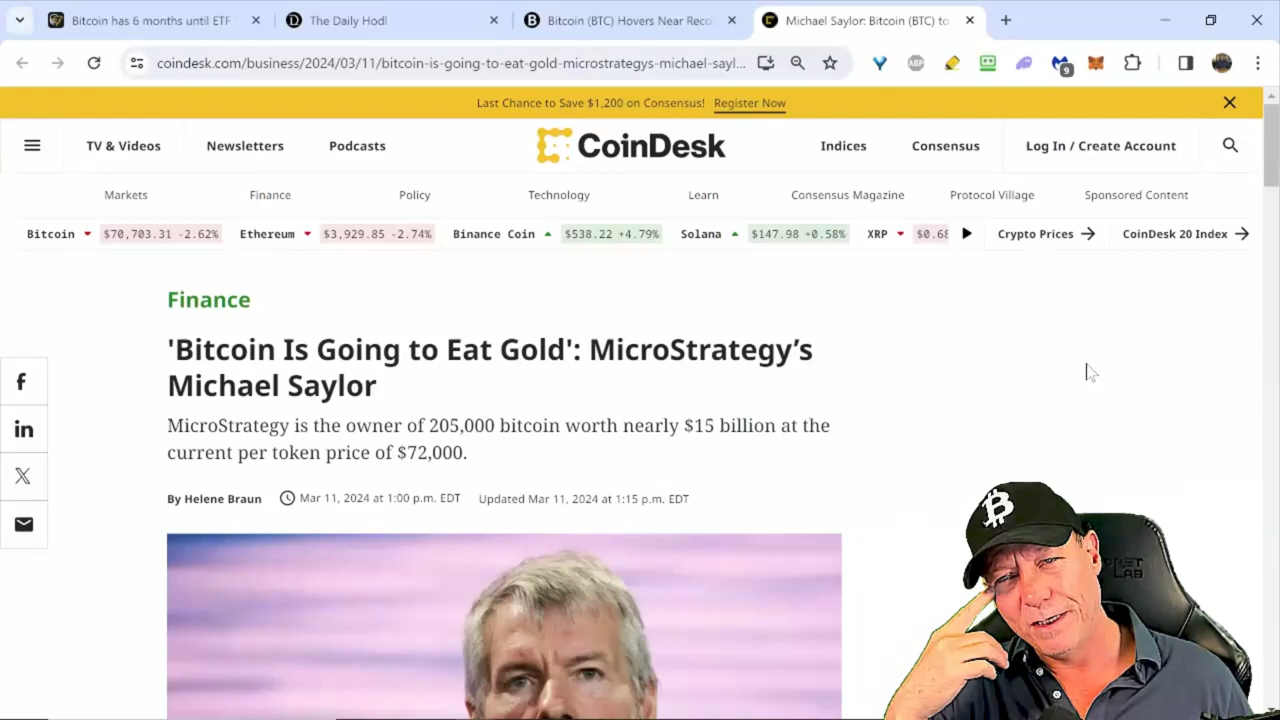 Bitcoin has 6 months until ETF
The Daily Hodl
Bitcoin (BTC) Hovers Near Reco
Michael Saylor: Bitcoin (BTC) to
coindesk.com/business/2024/03/11/bitcoin-is-going-to-eat-gold-microstrategys-michael-sayl...
ABP
9
Last Chance to Save $1,200 on Consensus! Register Now
TV & Videos
Newsletters
Podcasts
CoinDesk
Indices
Consensus
Log In / Create Account
Markets
Finance
Policy
Technology
Learn
Consensus Magazine
Protocol Village
Sponsored Content
Bitcoin $70,703.31 -2.62%
Ethereum $3,929.85 -2.74%
Binance Coin $538.22 +4.79%
Solana $147.98 +0.58%
XRP $0.68
Crypto Prices
CoinDesk 20 Index
Finance
'Bitcoin Is Going to Eat Gold': MicroStrategy’s
Michael Saylor
MicroStrategy is the owner of 205,000 bitcoin worth nearly $15 billion at the
current per token price of $72,000.
By Helene Braun
Mar 11, 2024 at 1:00 p.m. EDT
Updated Mar 11, 2024 at 1:15 p.m. EDT
LAB